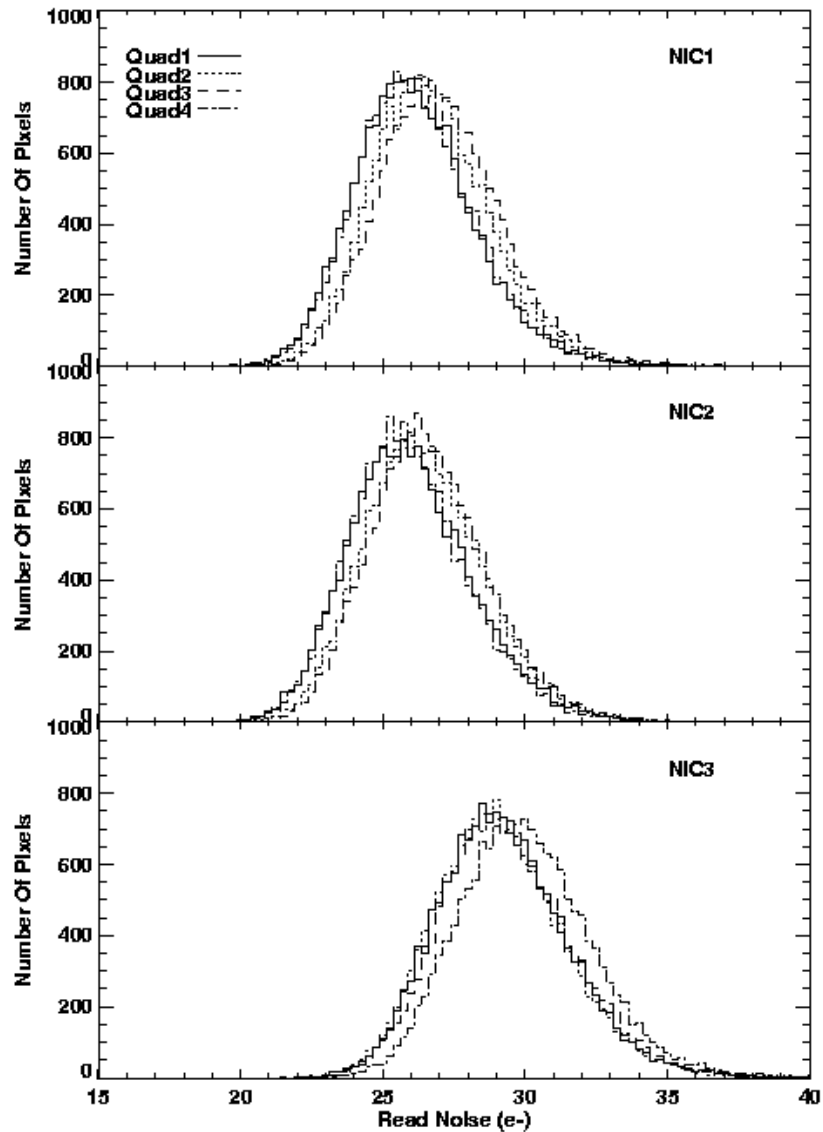 1000
Quad1
NIC1
Quad2
800
Quad3
Quad4
600
Number Of Pixels
400
200
0
1000
NIC2
800
600
Number Of Pixels
400
200
0
1000
NIC3
800
600
Number Of Pixels
400
200
0
15 20 25 30 35 40
Read Noise (e-)